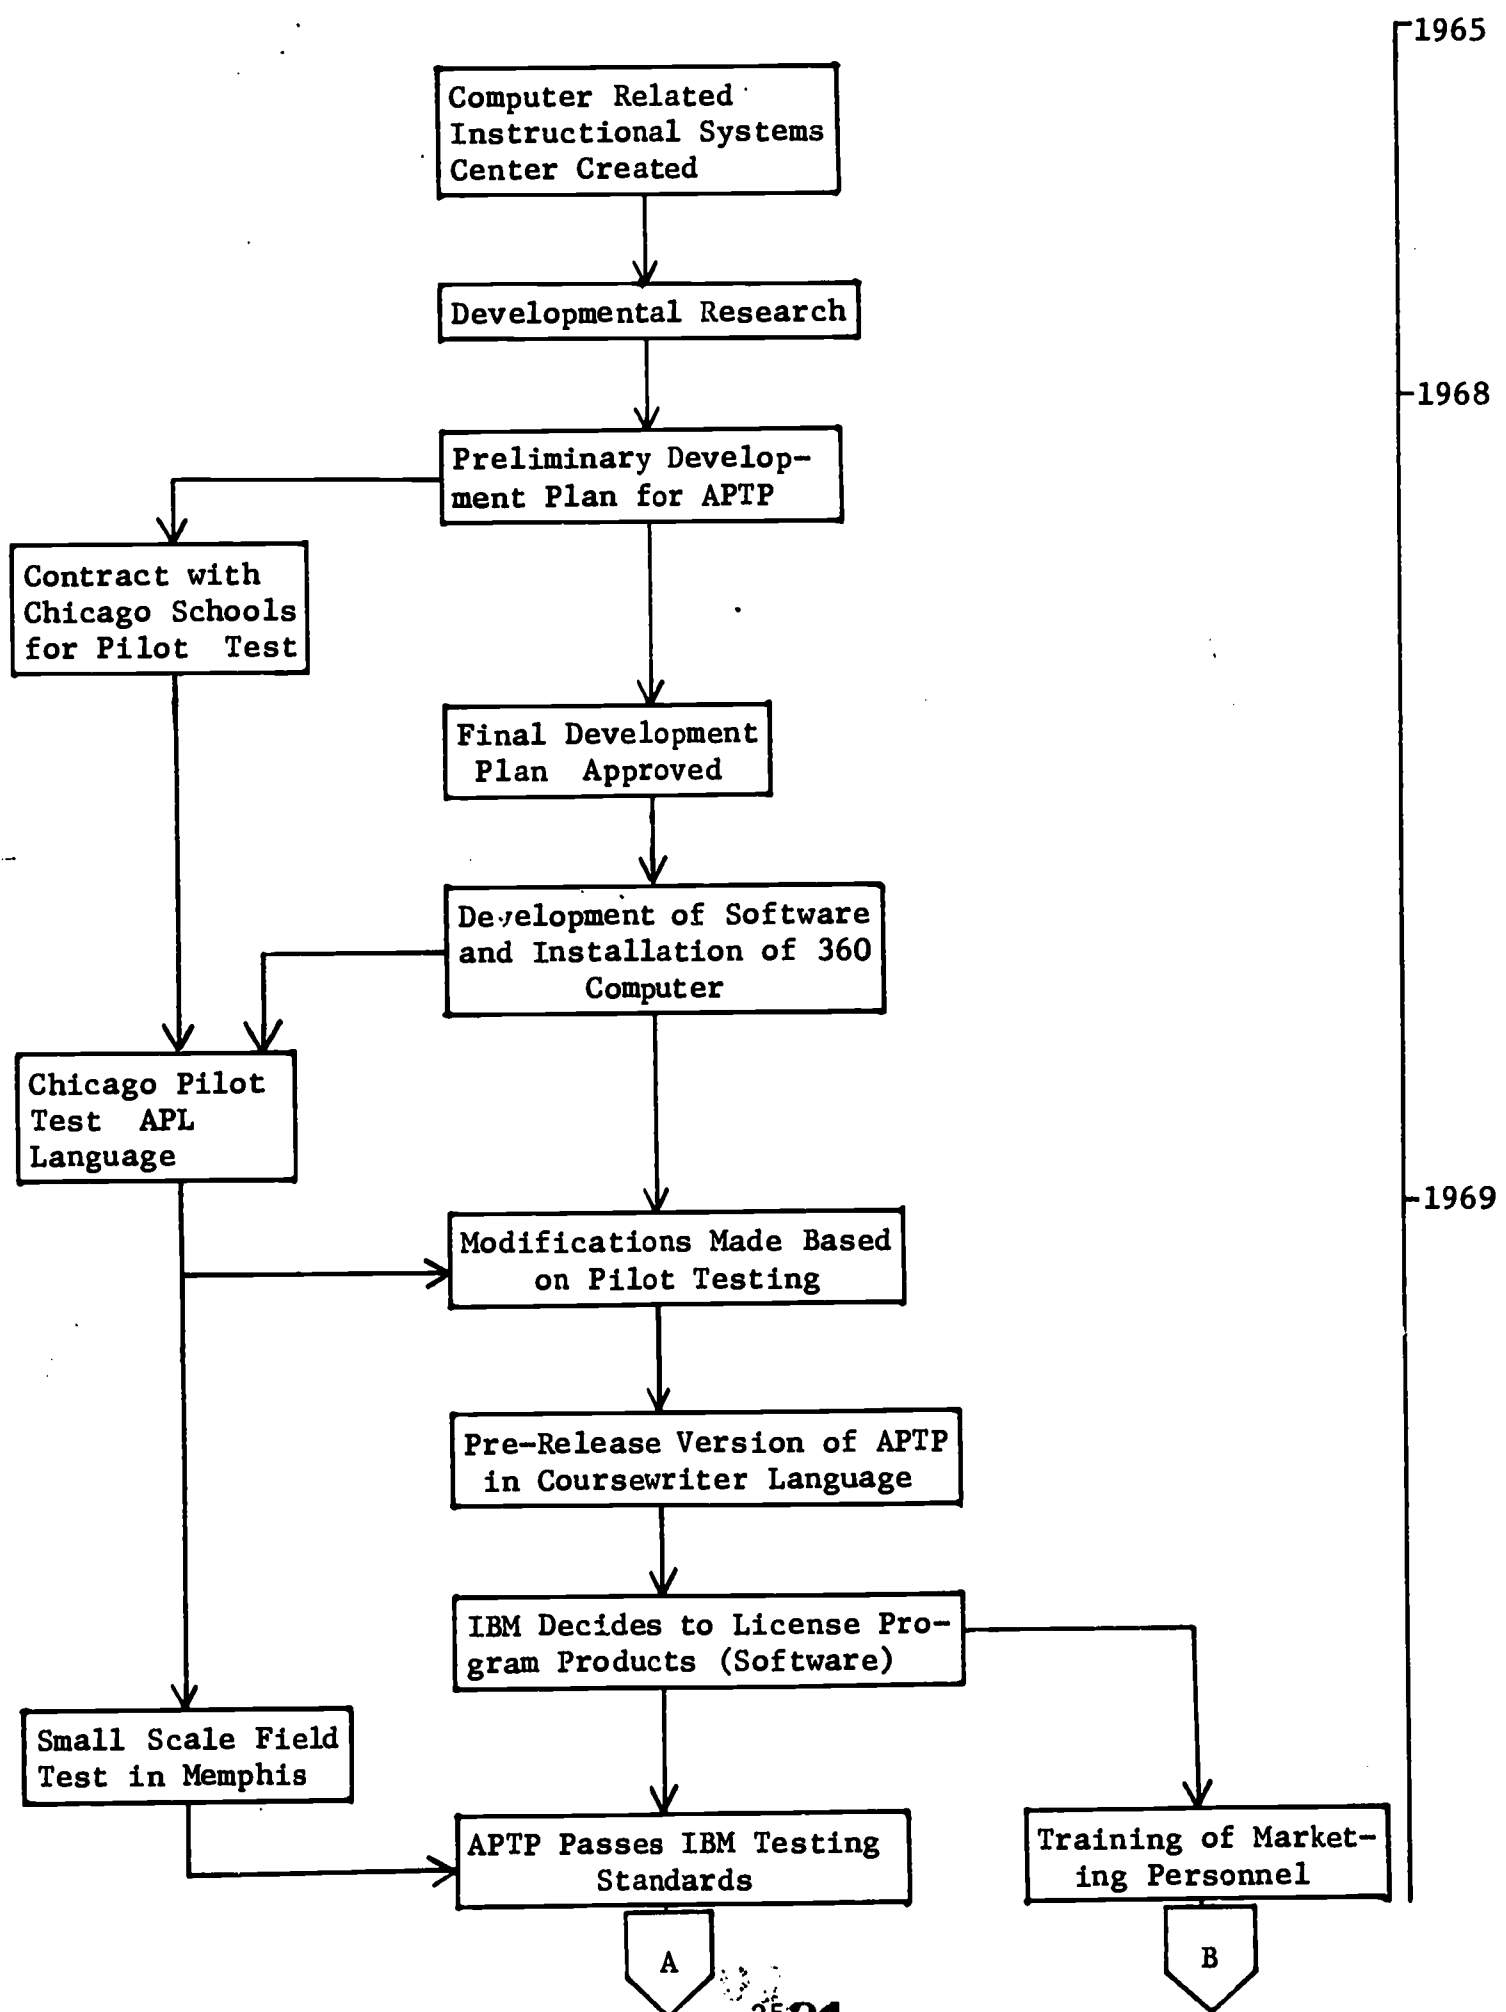 1965
Computer Related
Instructional Systems
Center Created
Developmental Research
1968
Preliminary Develop-
ment Plan for APTP
Contract with
Chicago Schools
for Pilot Test
Final Development
Plan Approved
Development of Software
and Installation of 360
Computer
Chicago Pilot
Test APL
Language
1969
Modifications Made Based
on Pilot Testing
Pre-Release Version of APTP
in Coursewriter Language
IBM Decides to License Pro-
gram Products (Software)
Small Scale Field
Test in Memphis
APTP Passes IBM Testing
Standards
Training of Market-
ing Personnel
A
B